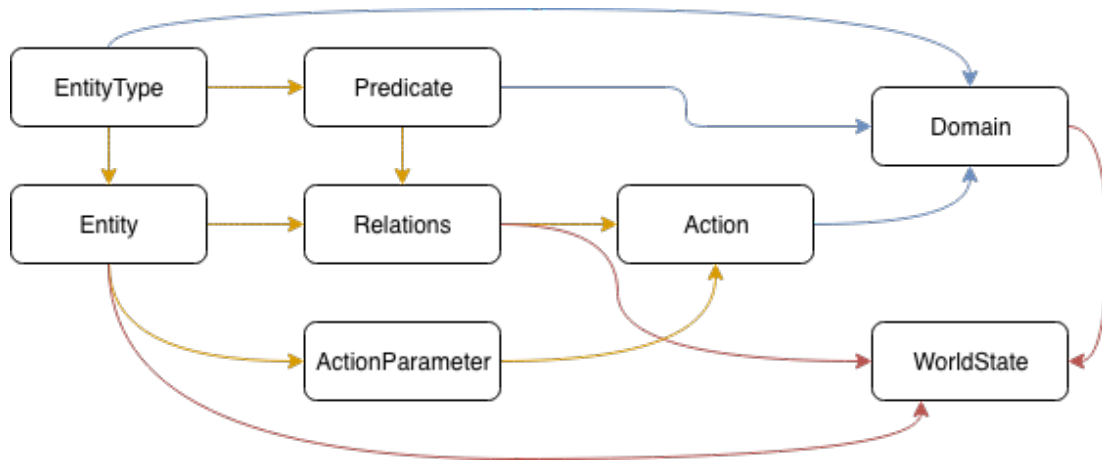 EntityType
Predicate
Domain
Entity
Relations
Action
ActionParameter
WorldState